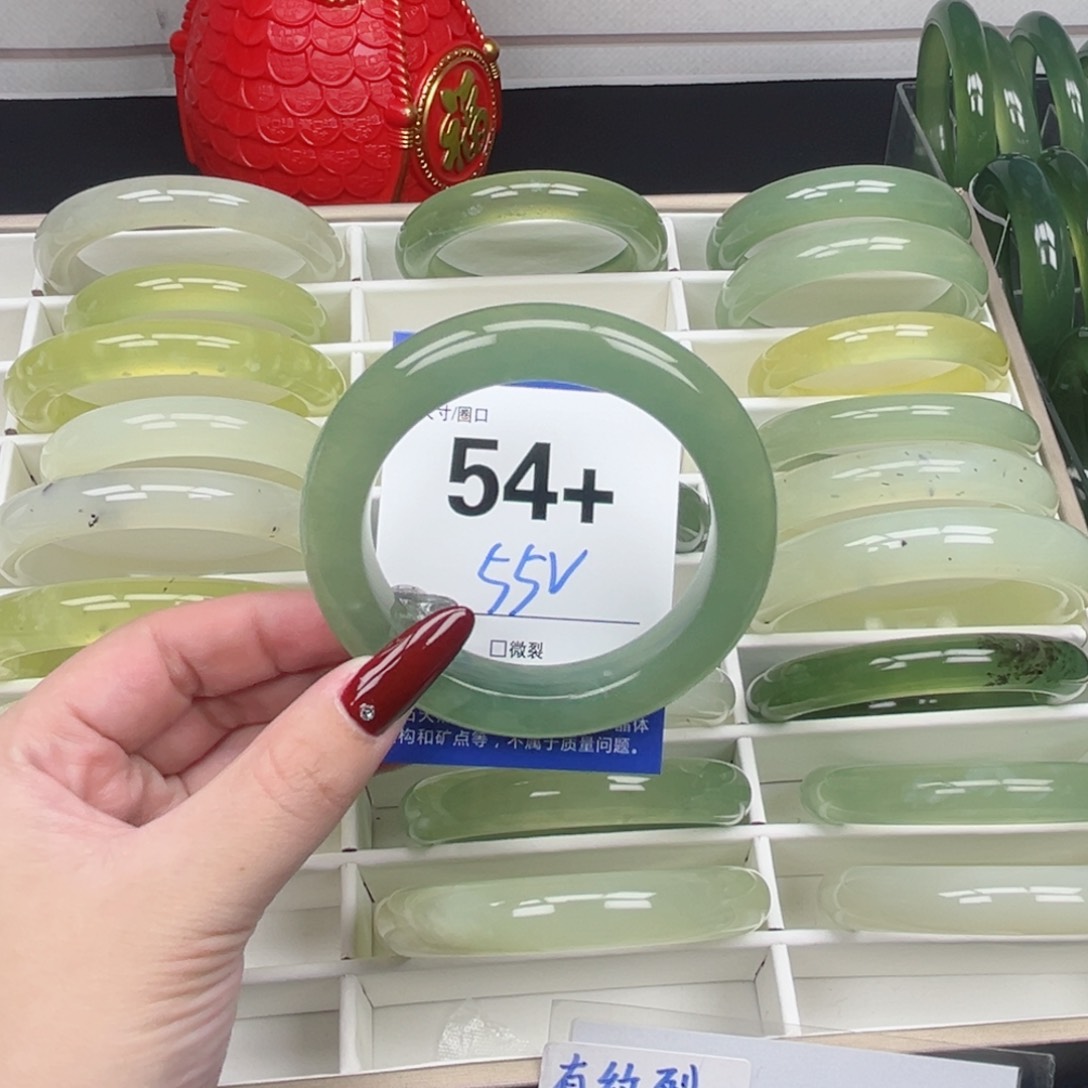 福
寸/圈口
54+
55V
☐微裂
构和矿点等，不属于质量问题。
有纹裂